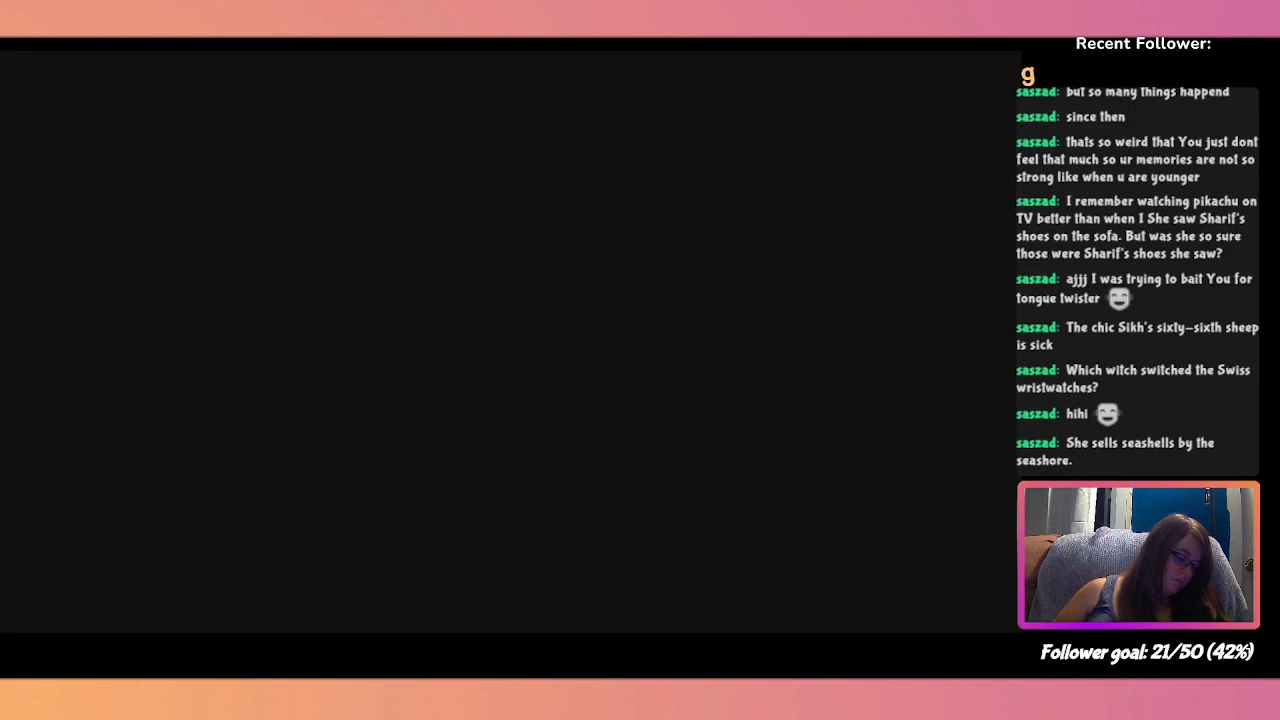 Recent Follower:
g
saszad: but so many things happend
saszad: since then
saszad: thats so weird that You just dont
feel that much so ur memories are not so
strong like when u are younger
saszad: I remember watching pikachu on
TV better than when I She saw Sharif's
shoes on the sofa. But was she so sure
those were Sharif's shoes she saw?
saszad: ajjj I was trying to bait You for
tongue twister
saszad: The chic Sikh's sixty-sixth sheep
is sick
saszad: Which witch switched the Swiss
wristwatches?
saszad: hihi
saszad: She sells seashells by the
seashore.
Follower goal: 21/50 (42%)